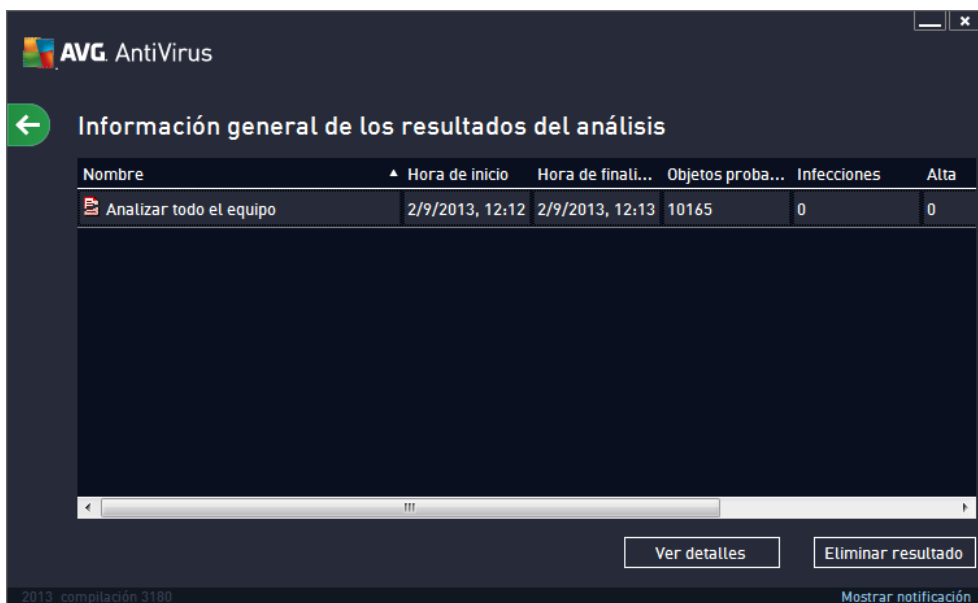 AVG. AntiVirus
Información general de los resultados del análisis
Nombre Hora de inicio Hora de finali... Objetos proba... Infecciones Alta
Analizar todo el equipo 2/9/2013, 12:12 2/9/2013, 12:13 10165 0 0
Ver detalles Eliminar resultado
2013 compilación 3180 Mostrar notificación